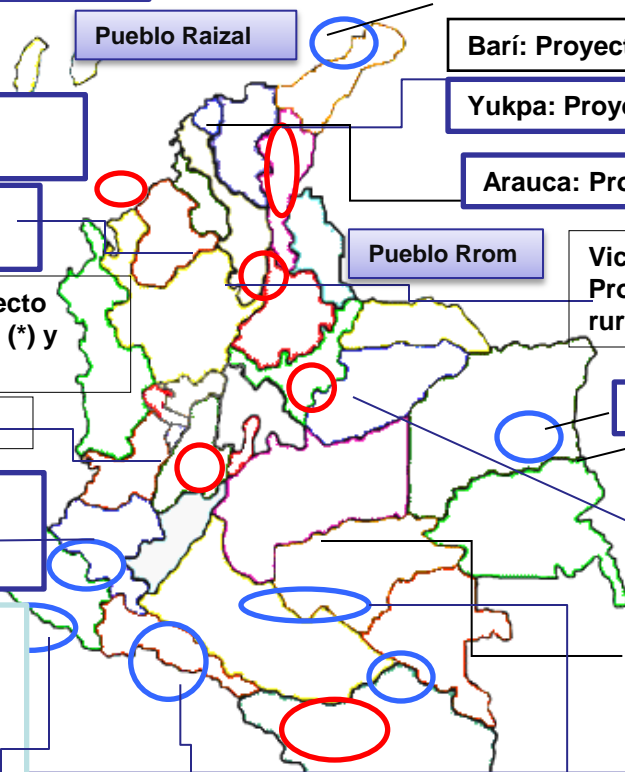 Pueblo Raizal
Barí: Proyect
Yukpa: Proye
Arauca: Pro
Pueblo Rrom
Vic
Pro
rur
ecto
(*) y